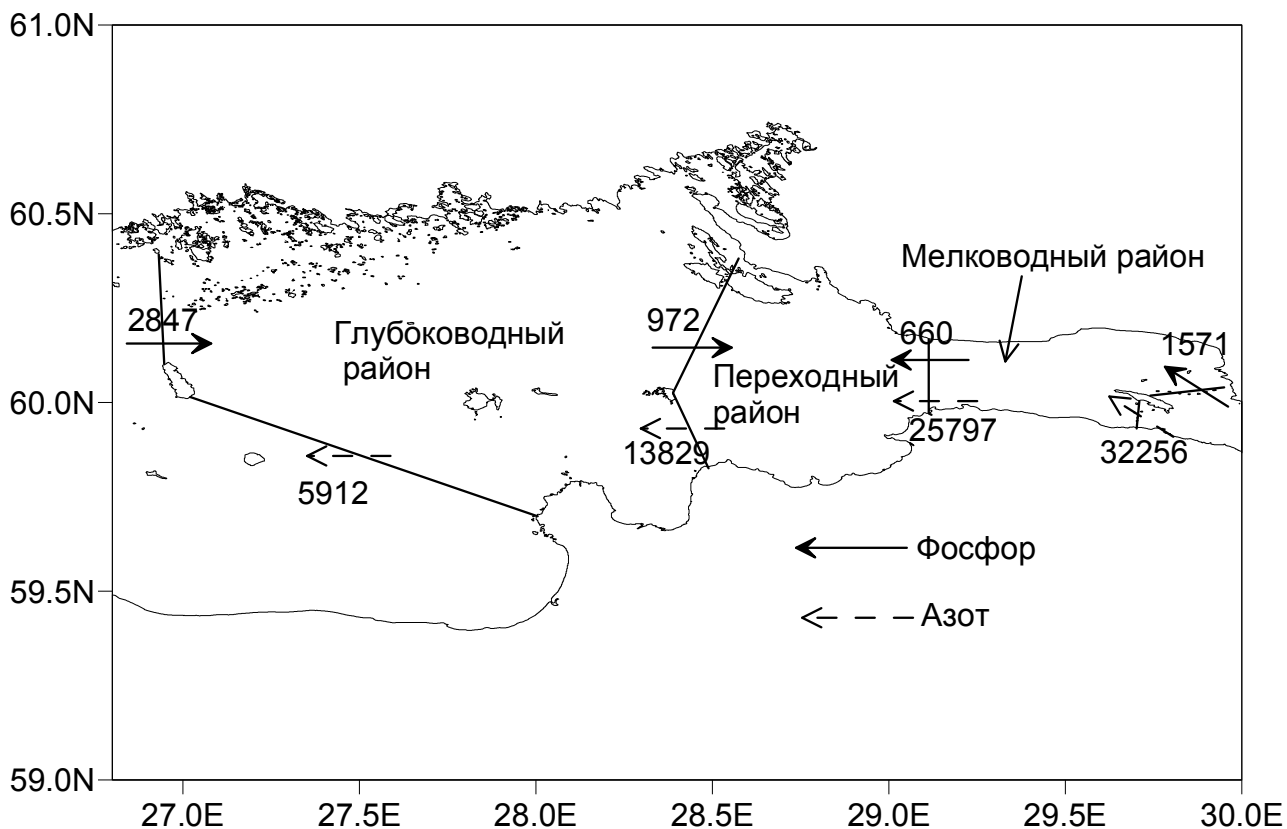 61.0N
60.5N
Мелководный район
2847
972
660
1571
Глубоководный
район
Переходный
район
60.0N
13829
25797
32256
5912
Фосфор
59.5N
Азот
59.0N
27.0E 27.5E 28.0E 28.5E 29.0E 29.5E 30.0E